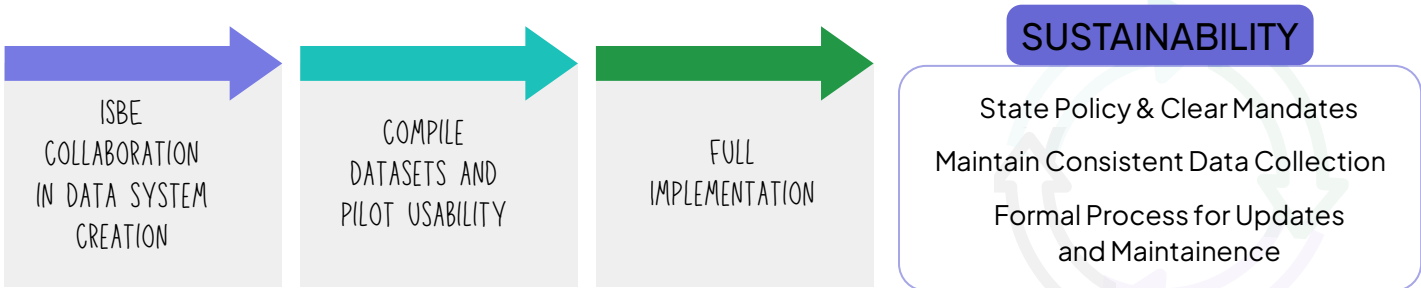 ISBE
COLLABORATION
IN DATA SYSTEM
CREATION
COMPILE
DATASETS AND
PILOT USABILITY
FULL
IMPLEMENTATION
SUSTAINABILITY
State Policy & Clear Mandates
Maintain Consistent Data Collection
Formal Process for Updates
and Maintainence